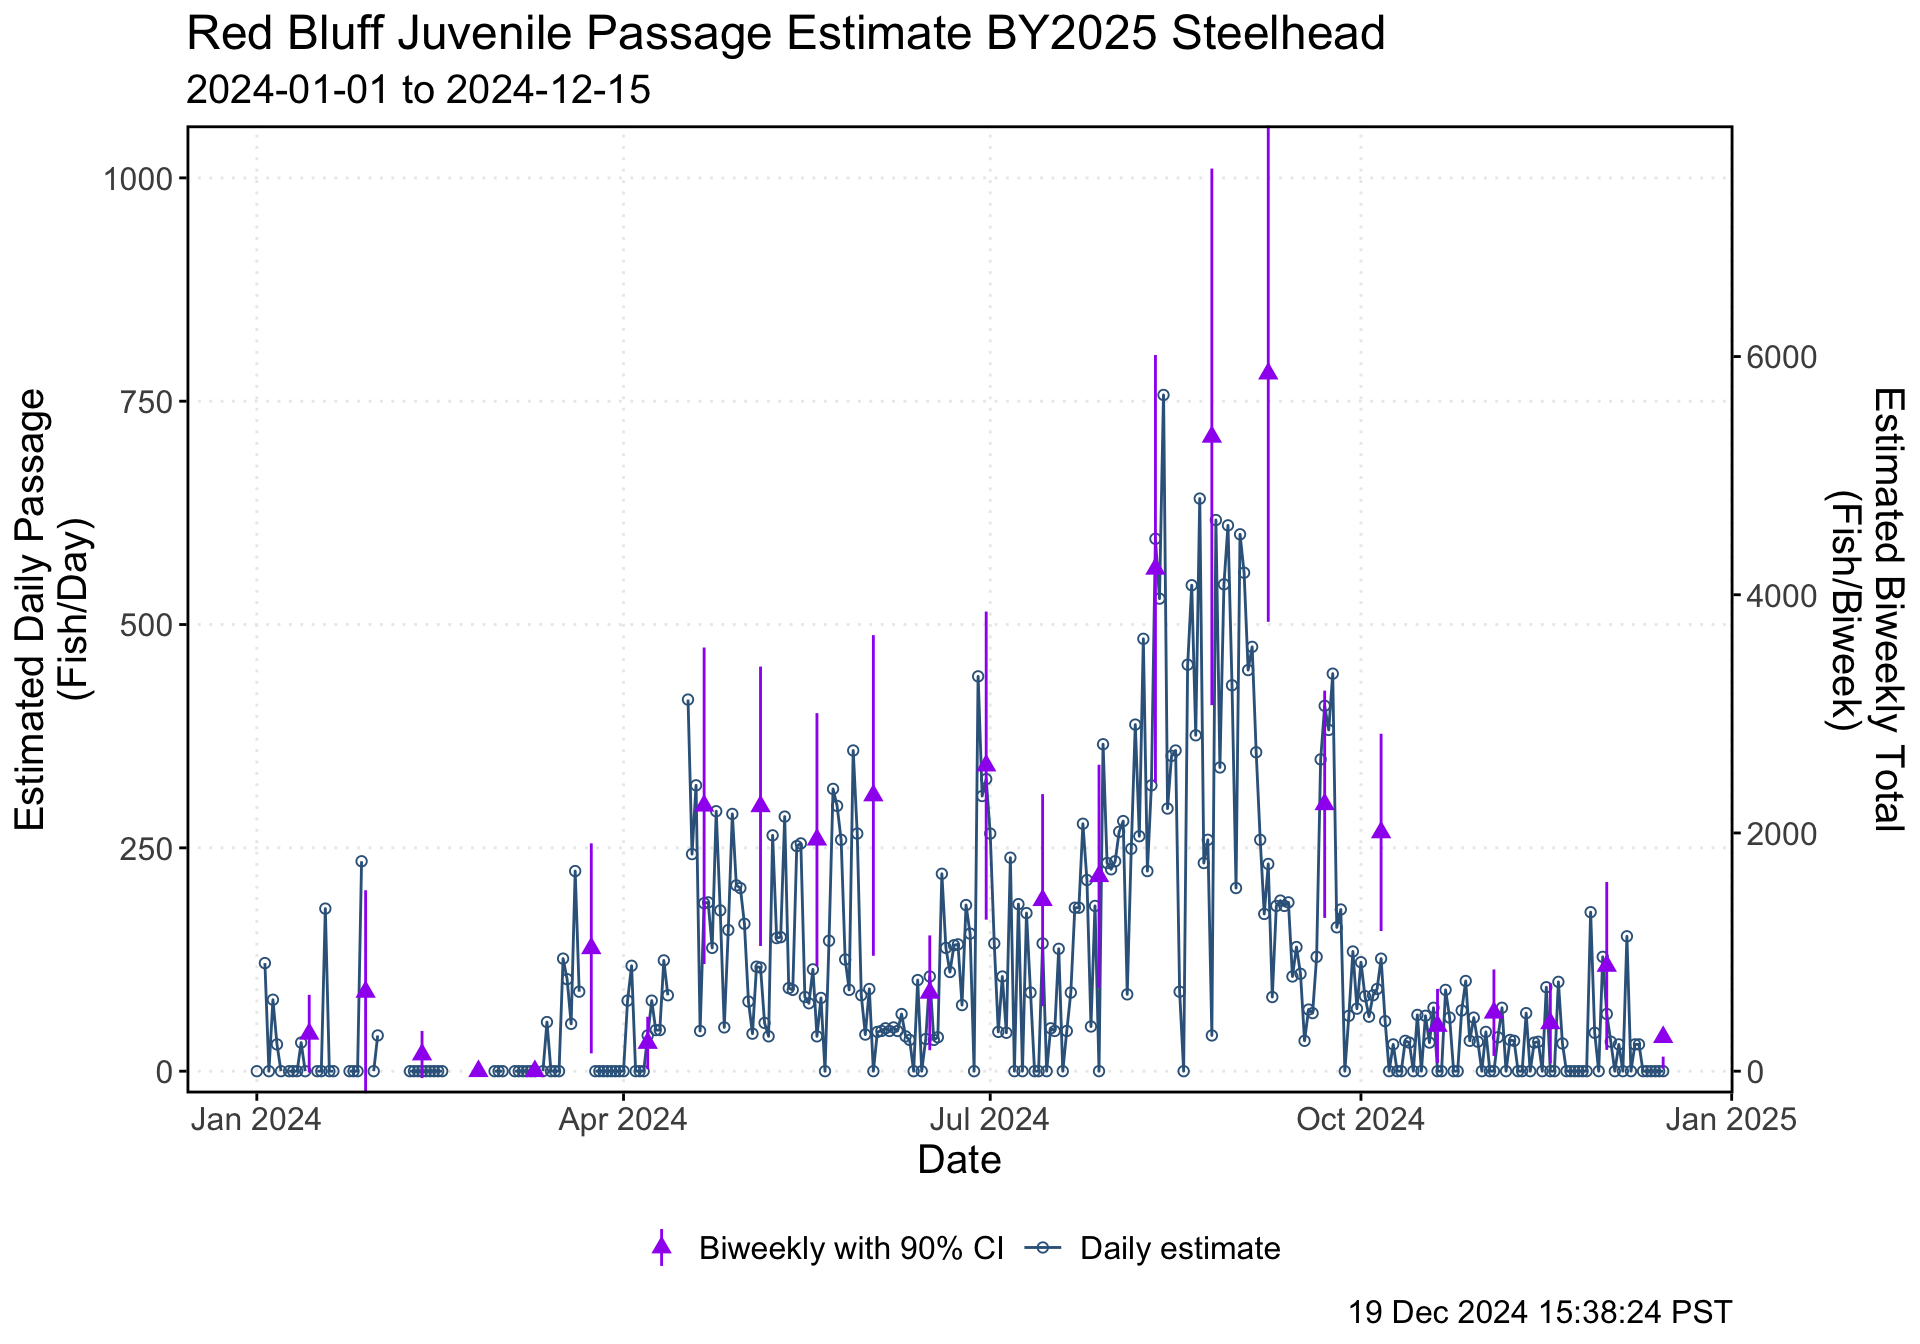 Red Bluff Juvenile Passage Estimate BY2025 Steelhead
2024-01-01 to 2024-12-15
Estimated Daily Passage
(Fish/Day)
1000
750
500
250
0
6000
4000
2000
0
Estimated Biweekly Total
(Fish/Biweek)
Jan 2024
Apr 2024
Jul 2024
Oct 2024
Jan 2025
Date
Biweekly with 90% CI
Daily estimate
19 Dec 2024 15:38:24 PST